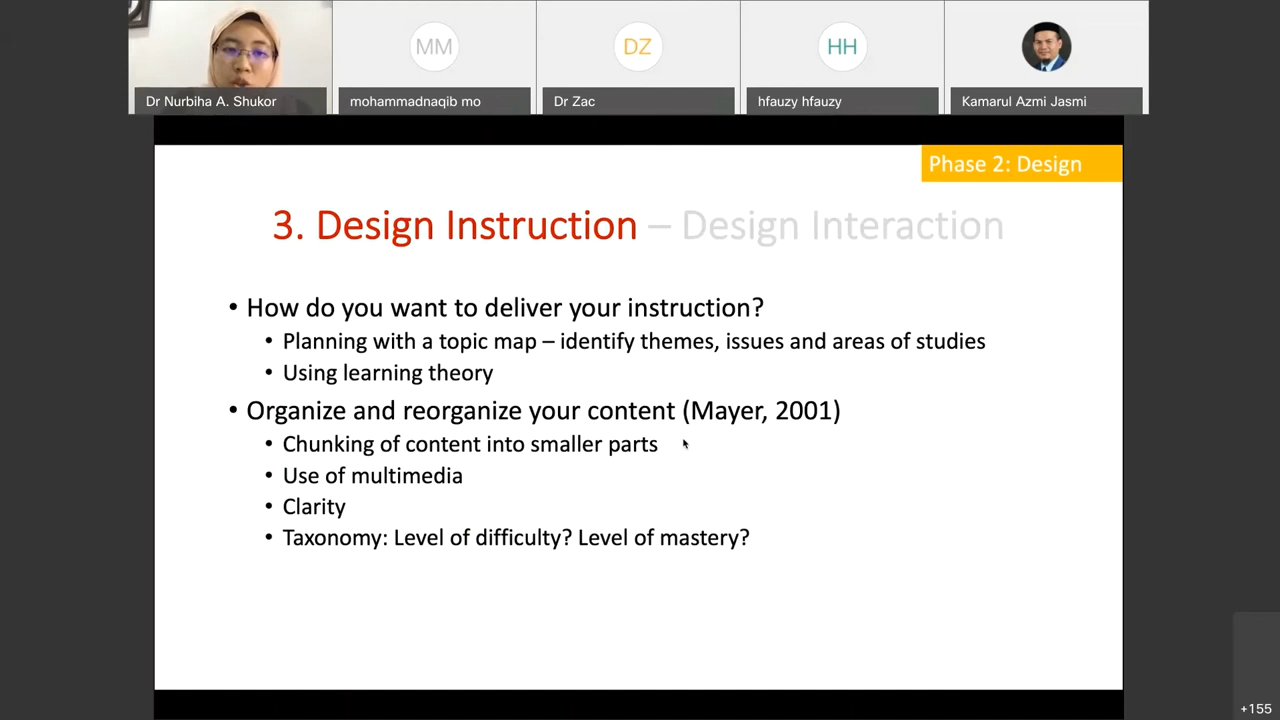 MM
DZ
HH
Dr Nurbiha A. Shukor
mohammadnaqib mo
Dr Zac
hfauzy hfauzy
Kamarul Azmi Jasmi
Phase 2: Design
3. Design Instruction – Design Interaction
• How do you want to deliver your instruction?
• Planning with a topic map – identify themes, issues and areas of studies
• Using learning theory
• Organize and reorganize your content (Mayer, 2001)
• Chunking of content into smaller parts
• Use of multimedia
• Clarity
• Taxonomy: Level of difficulty? Level of mastery?
+155